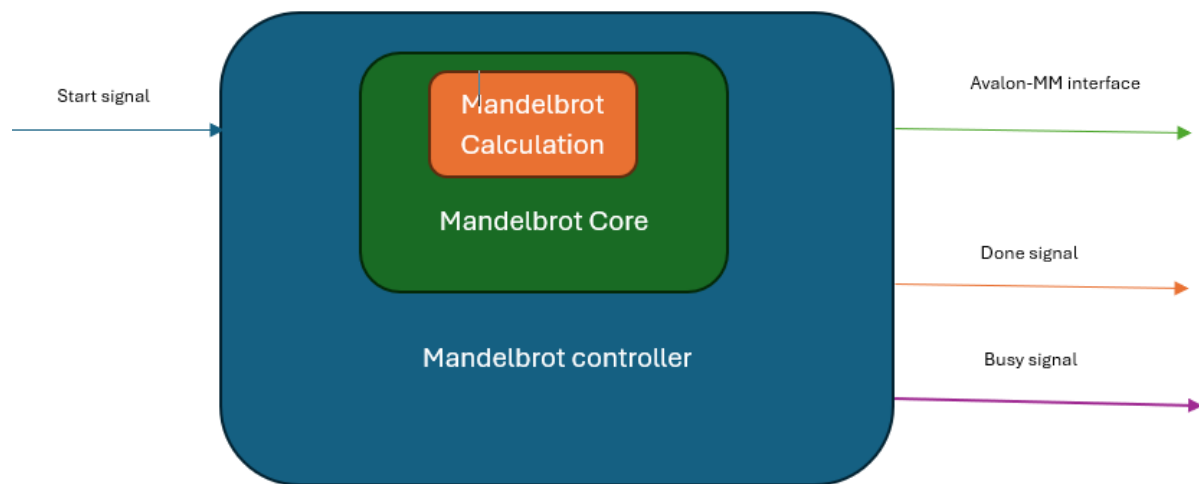 Start signal
Mandelbrot
Calculation
Mandelbrot Core
Mandelbrot controller
Avalon-MM interface
Done signal
Busy signal